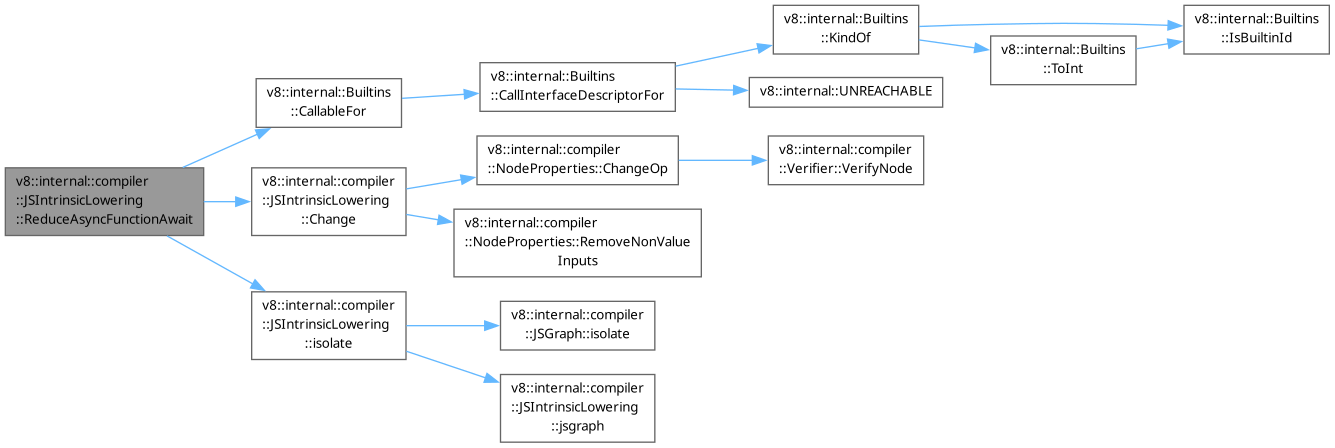 v8::internal::compiler
::JSIntrinsicLowering
::ReduceAsyncFunctionAwait
v8::internal::Builtins
::CallableFor
v8::internal::Builtins
::CallInterfaceDescriptorFor
v8::internal::Builtins
::KindOf
v8::internal::Builtins
::IsBuiltinId
v8::internal::Builtins
::ToInt
v8::internal::UNREACHABLE
v8::internal::compiler
::JSIntrinsicLowering
::Change
v8::internal::compiler
::NodeProperties::ChangeOp
v8::internal::compiler
::Verifier::VerifyNode
v8::internal::compiler
::NodeProperties::RemoveNonValue
Inputs
v8::internal::compiler
::JSIntrinsicLowering
::isolate
v8::internal::compiler
::JSGraph::isolate
v8::internal::compiler
::JSIntrinsicLowering
::jsgraph